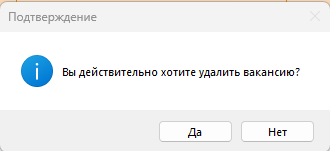 Подтверждение
Вы действительно хотите удалить вакансию?
Да
Нет